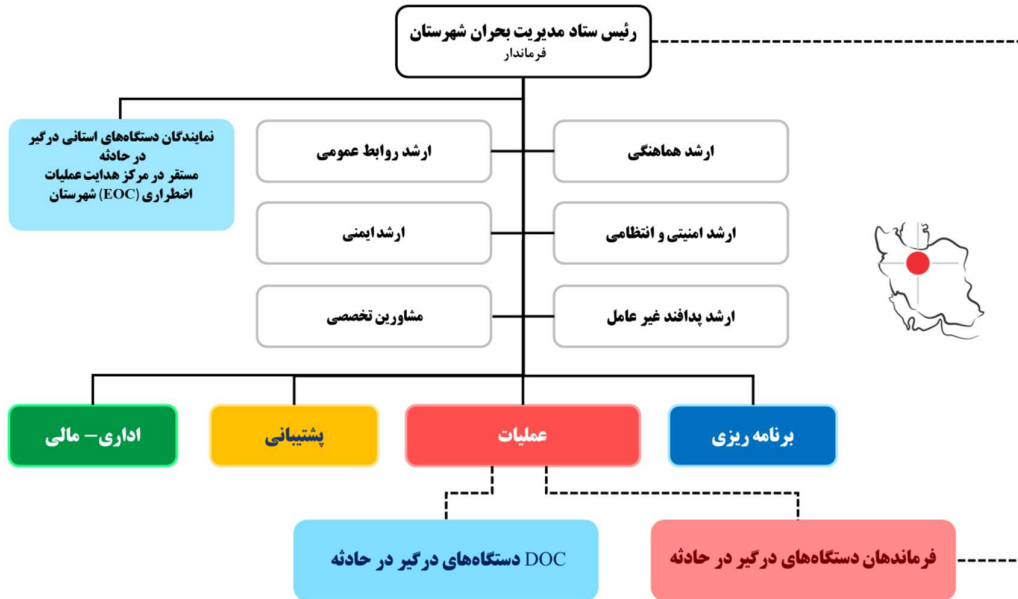 رئیس ستاد مدیریت بحران شهرستان
فرماندار
نمایندگان دستگاه‌های استانی درگیر
در حادثه
مستقر در مرکز هدایت عملیات
اضطراری (EOC) شهرستان
ارشد هماهنگی
ارشد روابط عمومی
ارشد امنیتی و انتظامی
ارشد ایمنی
ارشد پدافند غیر عامل
مشاورین تخصصی
برنامه ریزی
عملیات
پشتیبانی
اداری– مالی
فرماندهان دستگاه‌های درگیر در حادثه
DOC دستگاه‌های درگیر در حادثه